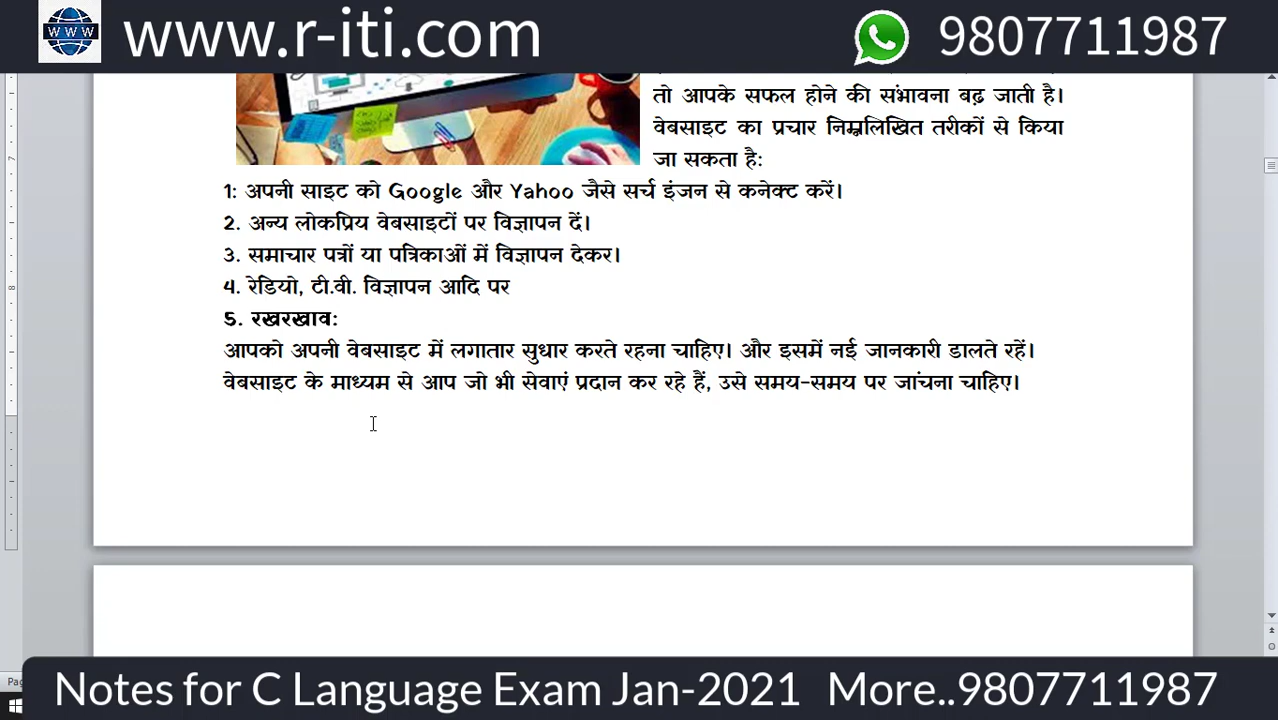 www.r-iti.com
9807711987
तो आपके सफल होने की संभावना बढ़ जाती है।
वेबसाइट का प्रचार निम्नलिखित तरीकों से किया
जा सकता है:
1: अपनी साइट को Google और Yahoo जैसे सर्च इंजन से कनेक्ट करें।
2. अन्य लोकप्रिय वेबसाइटों पर विज्ञापन दें।
3. समाचार पत्रों या पत्रिकाओं में विज्ञापन देकर।
4. रेडियो, टी.वी. विज्ञापन आदि पर
5. रखरखाव:
आपको अपनी वेबसाइट में लगातार सुधार करते रहना चाहिए। और इसमें नई जानकारी डालते रहें।
वेबसाइट के माध्यम से आप जो भी सेवाएं प्रदान कर रहे हैं, उसे समय-समय पर जांचना चाहिए।
Notes for C Language Exam Jan-2021 More..9807711987